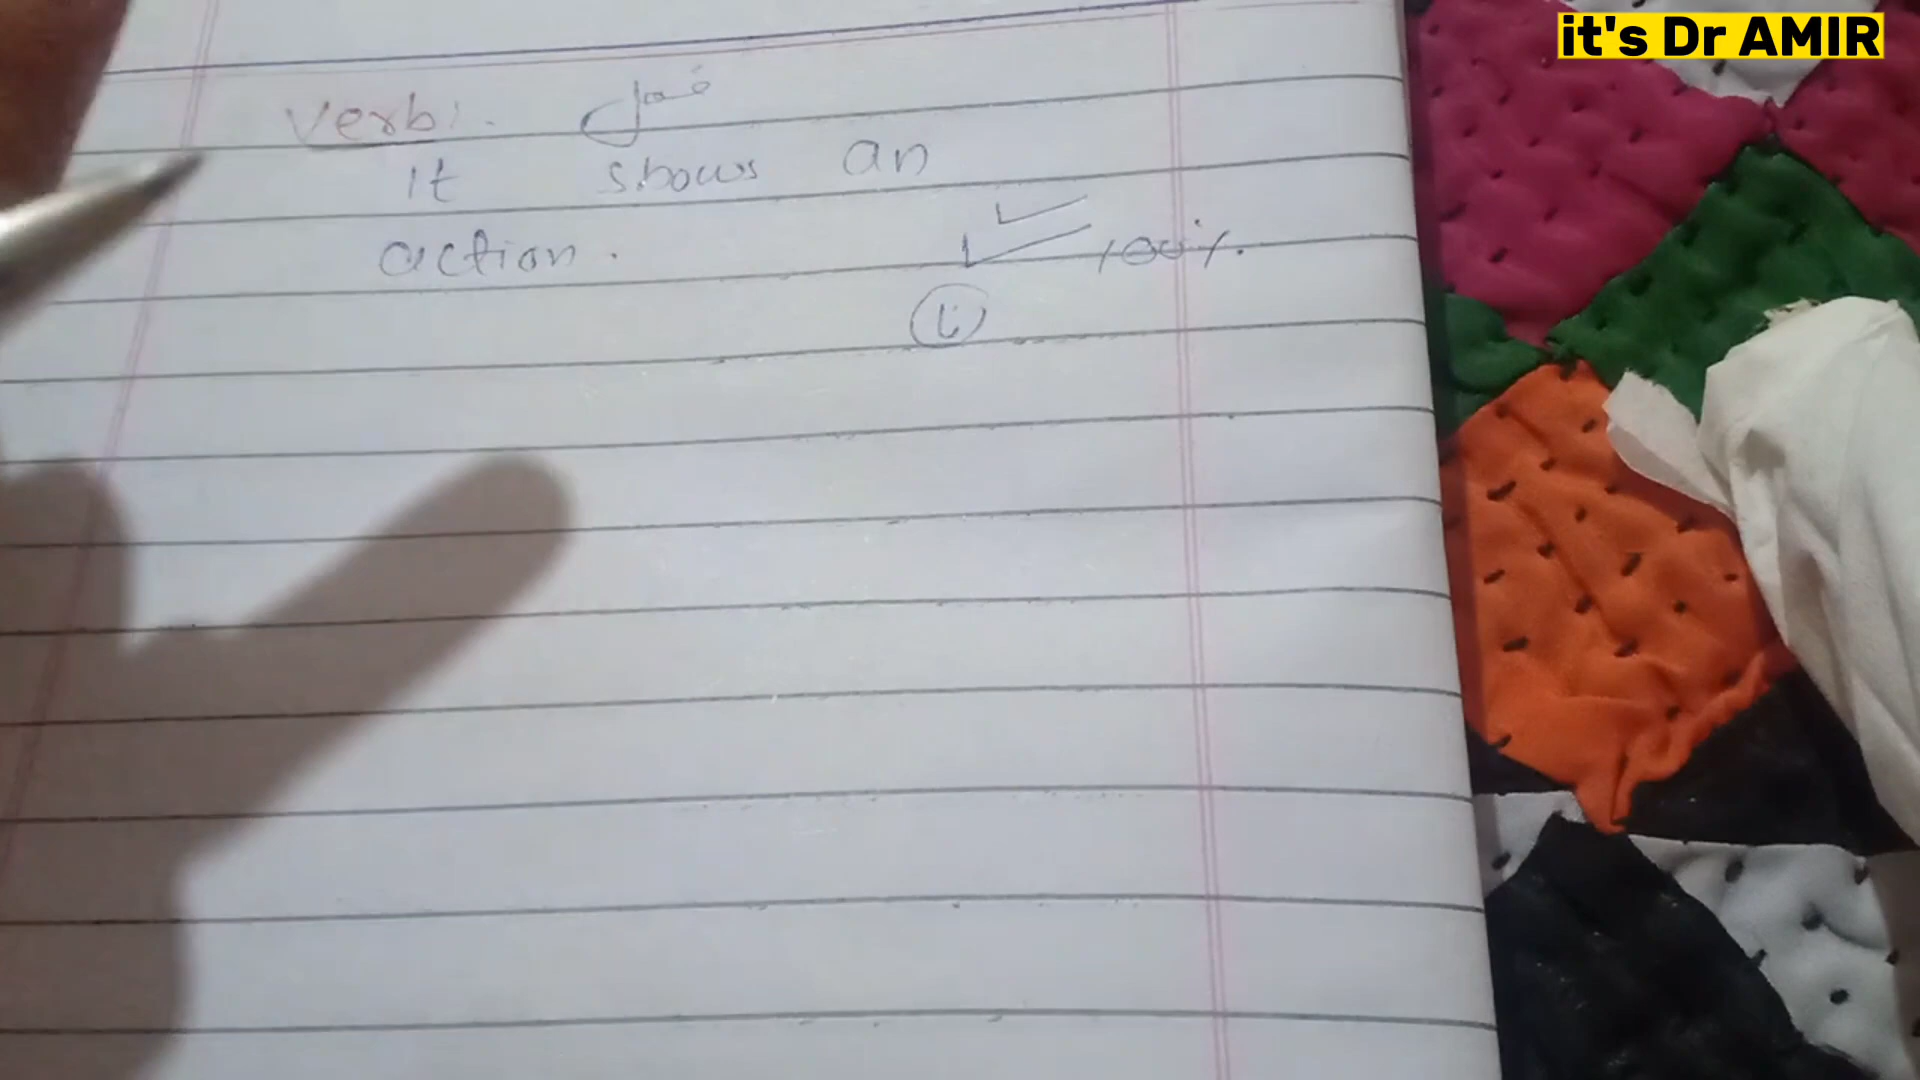 it's Dr AMIR
verb:- فعل
It shows an
action.
100%.